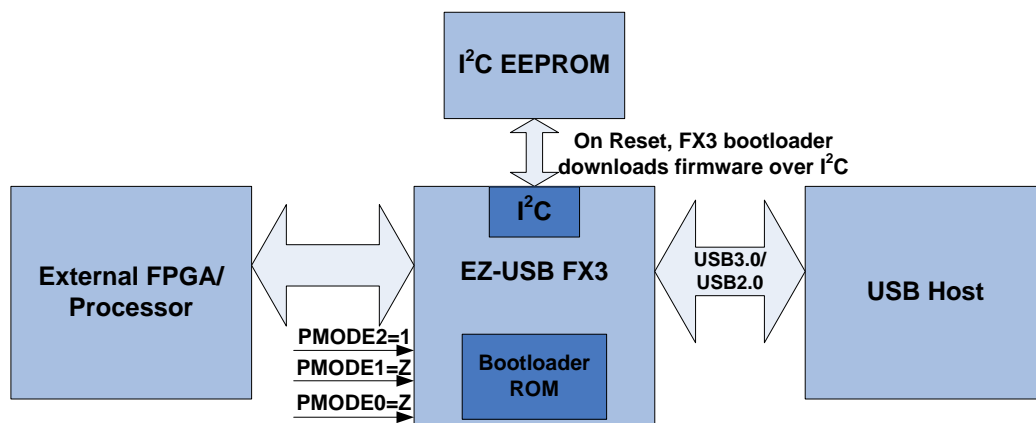 I²C EEPROM
On Reset, FX3 bootloader
downloads firmware over I²C
External FPGA/
Processor
I²C
EZ-USB FX3
USB3.0/
USB2.0
USB Host
PMODE2=1
PMODE1=Z
PMODE0=Z
Bootloader
ROM